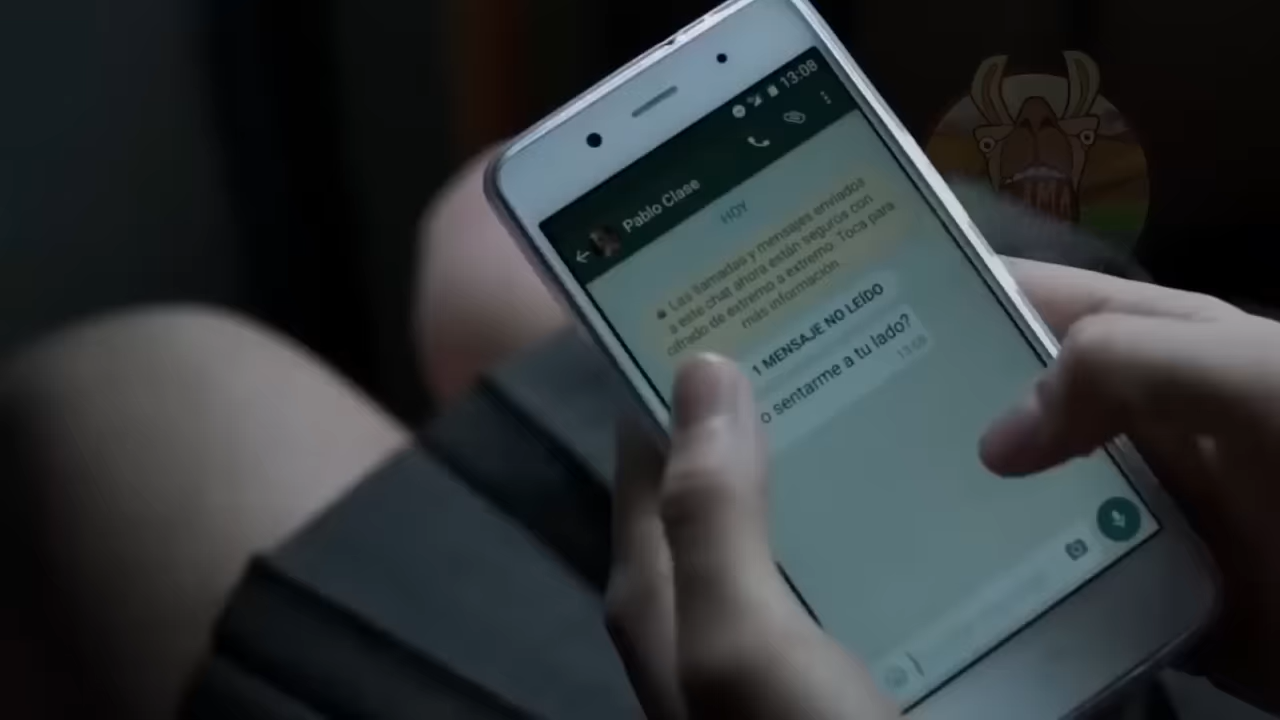 13:08
Pablo Clase
HOY
Las llamadas y mensajes enviados
a este chat ahora están seguros con
cifrado de extremo a extremo. Toca para
más información
1 MENSAJE NO LEÍDO
o sentarme a tu lado?
13:08